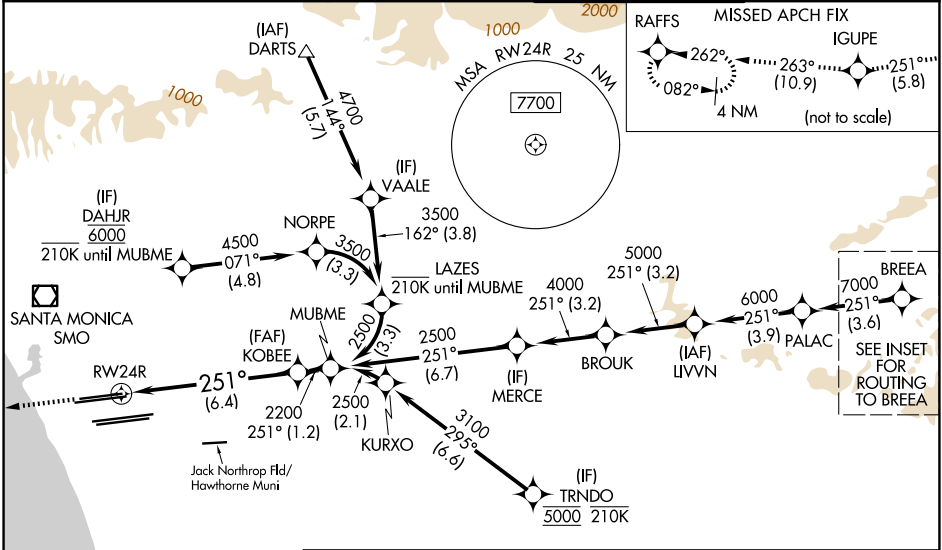 2000
1000
1000
(IAF)
DARTS
4700
144°
(5.7)
MSA RW24R 25 NM
7700
MISSED APCH FIX
RAFFS
IGUPE
262°
263°
(10.9)
251°
(5.8)
082°
4 NM
(not to scale)
(IF)
VAALE
3500
162° (3.8)
(IF)
DAHJR
6000
210K until MUBME
4500
071°
(4.8)
NORPE
3500
(3.3)
LAZES
210K until MUBME
2500
(3.3)
SANTA MONICA
SMO
MUBME
(FAF)
KOBEE
RW24R
251°
(6.4)
2200
251° (1.2)
2500
(2.1)
KURXO
2500
251°
(6.7)
(IF)
MERCE
4000
251° (3.2)
BROUK
5000
251° (3.2)
(IAF)
LIVVN
6000
251°
(3.9)
PALAC
BREEA
7000
251°
(3.6)
SEE INSET
FOR
ROUTING
TO BREEA
3100
295°
(6.6)
(IF)
TRNDO
5000 210K
Jack Northrop Fld/
Hawthorne Muni